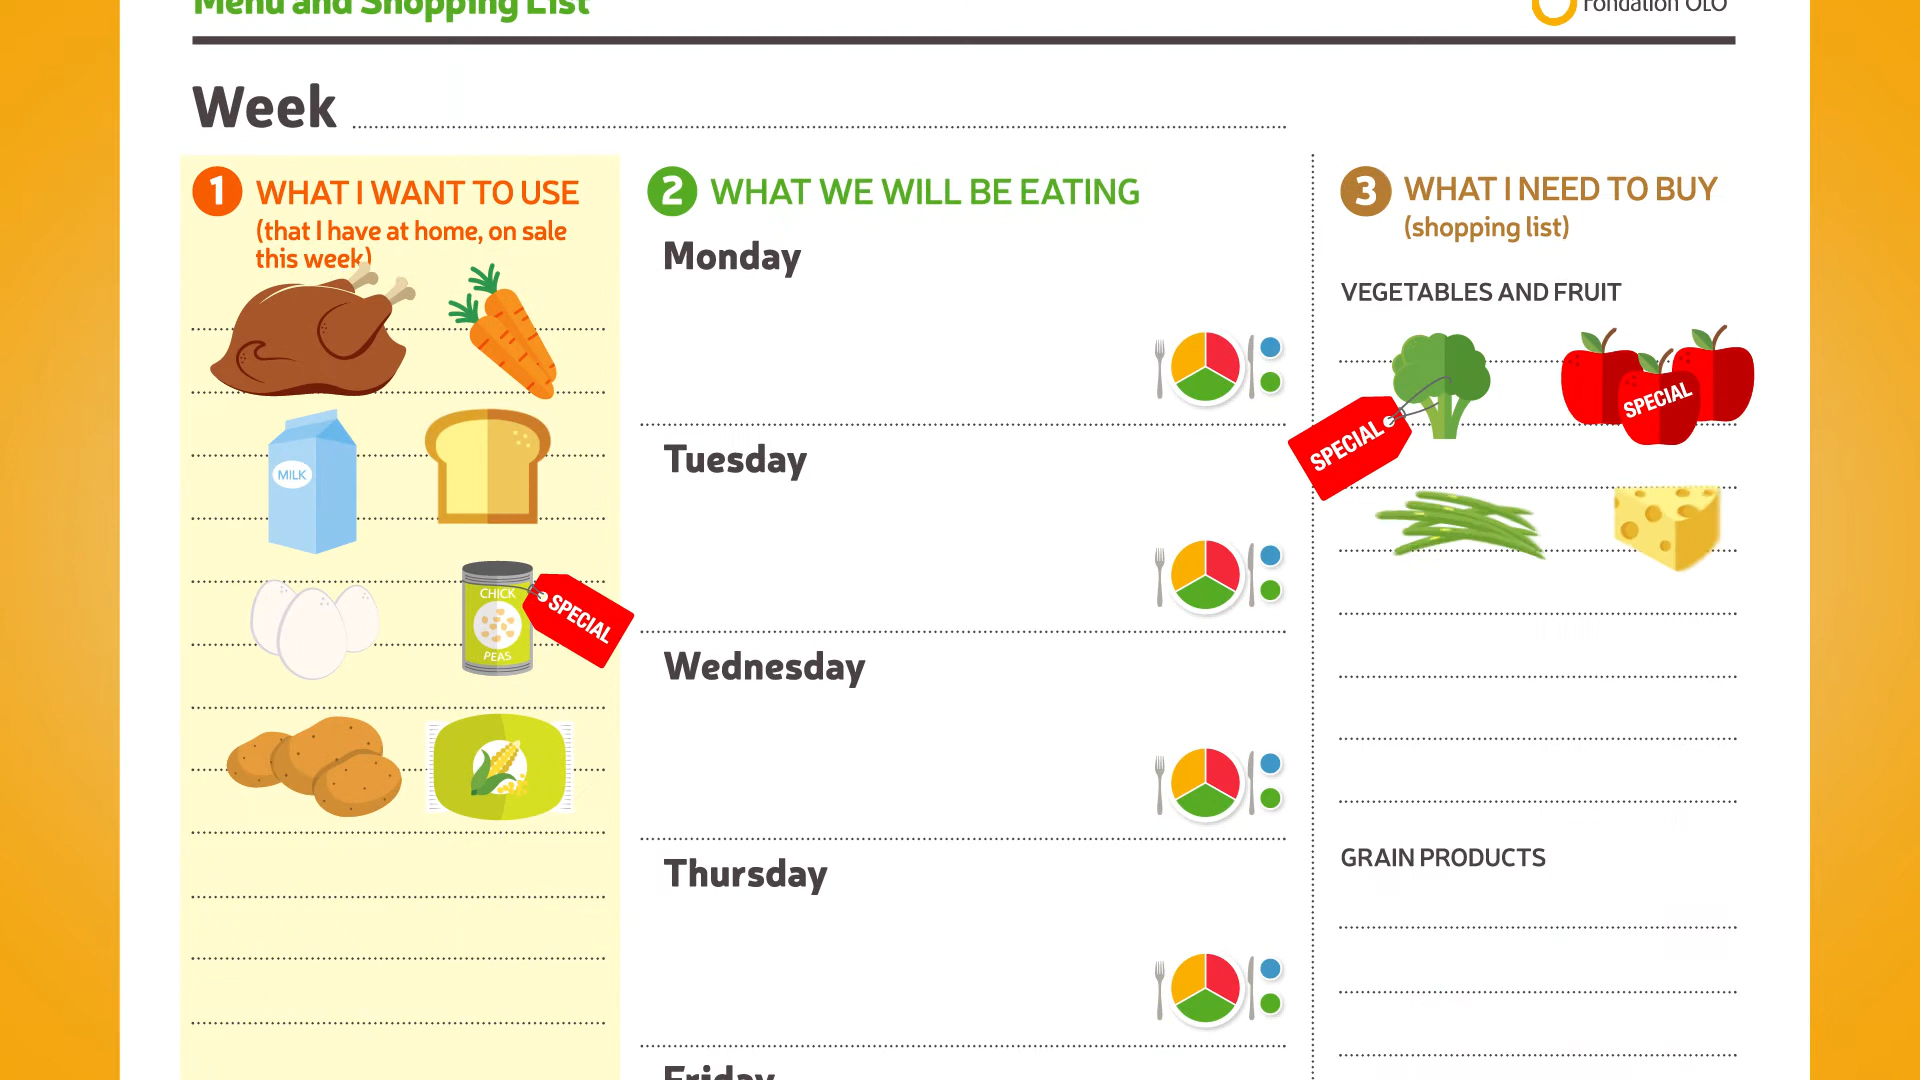 Menu and Shopping List
Fondation OLO
Week
1 WHAT I WANT TO USE
(that I have at home, on sale
this week)
MILK
CHICK
PEAS
SPECIAL
2 WHAT WE WILL BE EATING
Monday
Tuesday
Wednesday
Thursday
Friday
3 WHAT I NEED TO BUY
(shopping list)
VEGETABLES AND FRUIT
SPECIAL
SPECIAL
GRAIN PRODUCTS